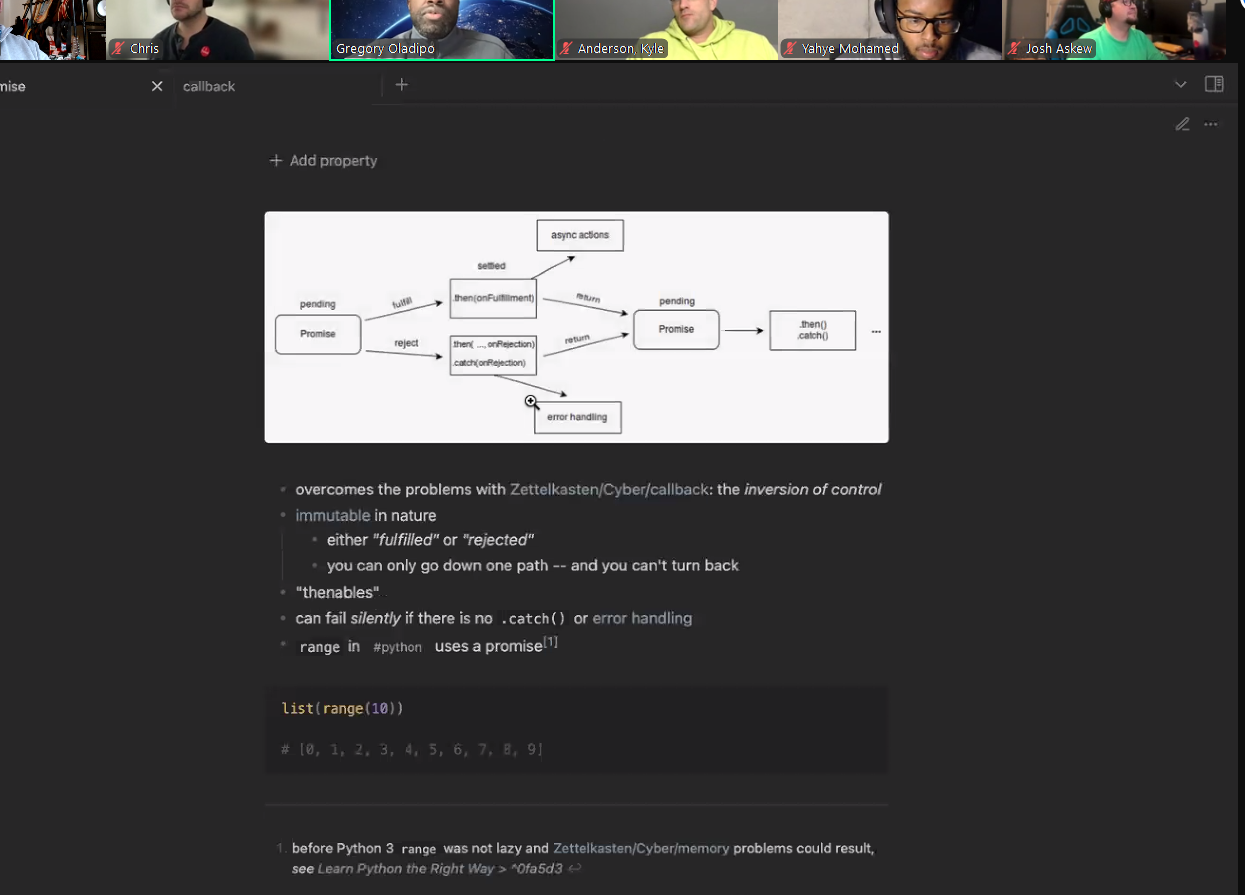 Chris
Gregory Oladipo
Anderson, Kyle
Yahye Mohamed
Josh Askew
mise
callback
Add property
async actions
settled
pending
fulfill
.then(onFulfillment)
return
pending
Promise
Promise
.then()
.catch()
...
reject
.then( ..., onRejection)
.catch(onRejection)
return
error handling
overcomes the problems with Zettelkasten/Cyber/callback: the inversion of control
immutable in nature
either "fulfilled" or "rejected"
you can only go down one path -- and you can't turn back
"thenables"
can fail silently if there is no .catch() or error handling
range in #python uses a promise[1]
list(range(10))
# [0, 1, 2, 3, 4, 5, 6, 7, 8, 9]
1. before Python 3 range was not lazy and Zettelkasten/Cyber/memory problems could result,
see Learn Python the Right Way > ^0fa5d3 ↩